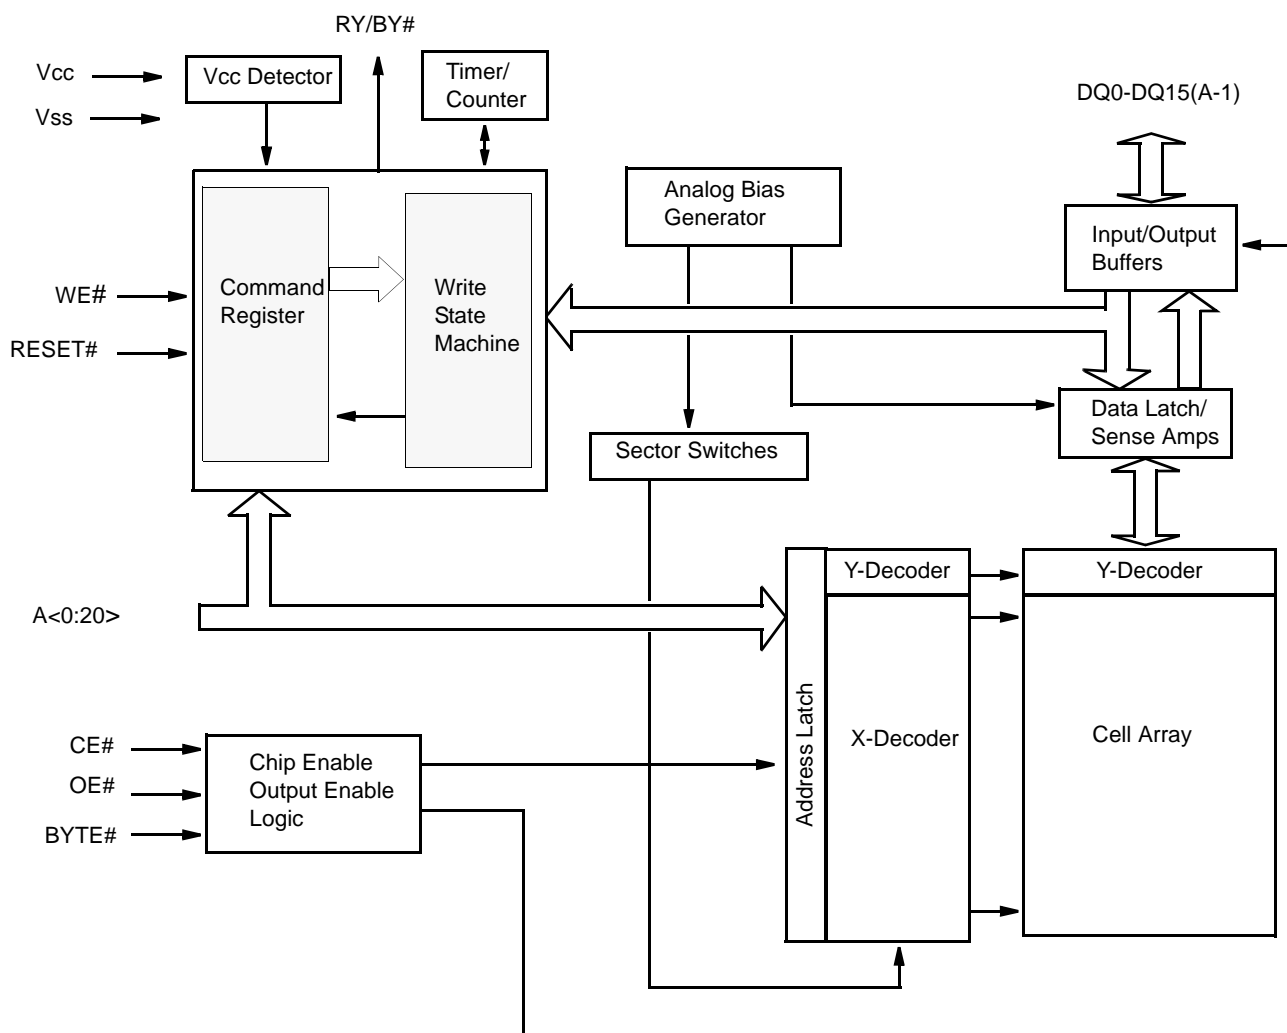 RY/BY#
Vcc
Vss
Vcc Detector
Timer/
Counter
DQ0-DQ15(A-1)
Analog Bias
Generator
Input/Output
Buffers
WE#
RESET#
Command
Register
Write
State
Machine
Data Latch/
Sense Amps
Sector Switches
Y-Decoder
Y-Decoder
A<0:20>
Address Latch
X-Decoder
Cell Array
CE#
OE#
BYTE#
Chip Enable
Output Enable
Logic